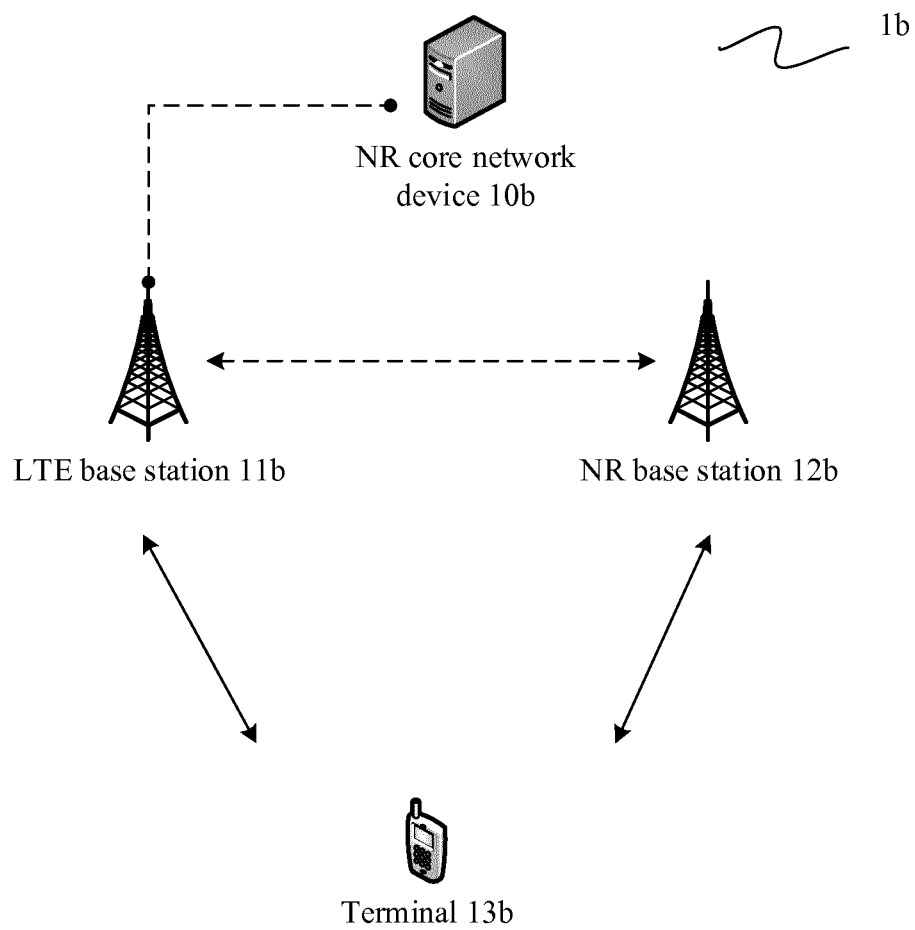 1b
NR core network
device 10b
LTE base station 11b
NR base station 12b
Terminal 13b